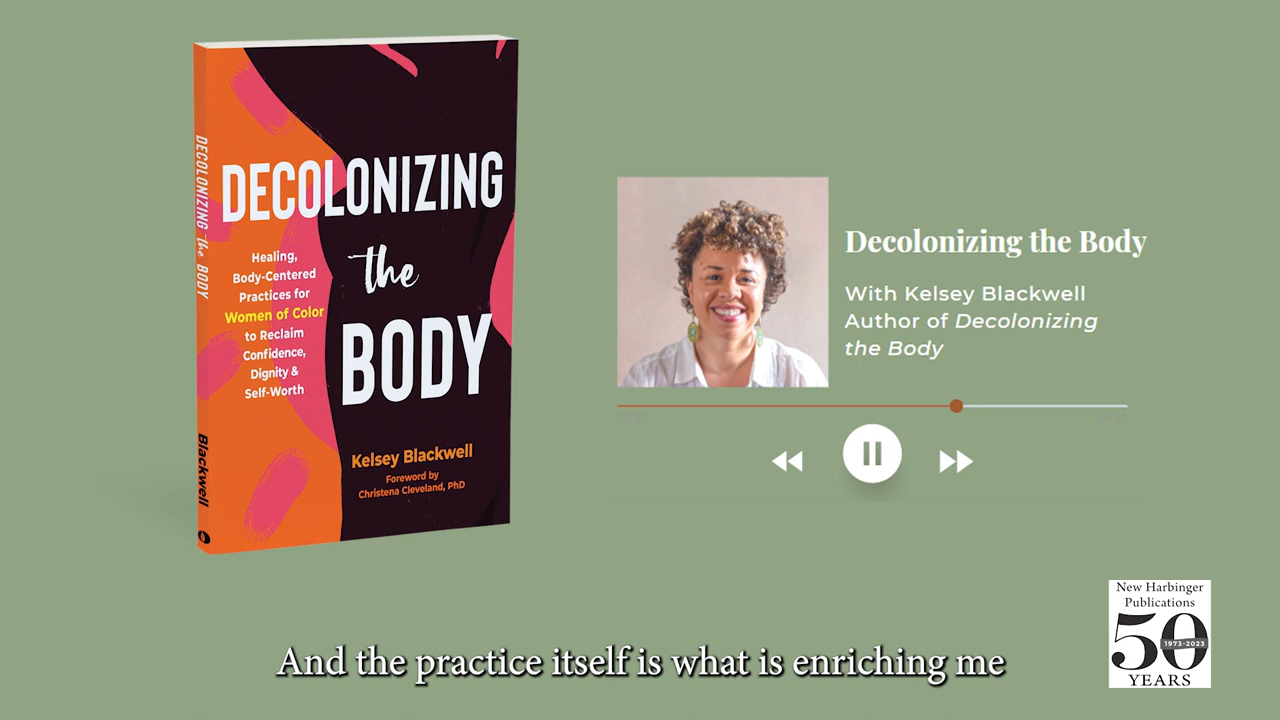 DECOLONIZING the BODY
Blackwell
DECOLONIZING
the
BODY
Healing,
Body-Centered
Practices for
Women of Color
to Reclaim
Confidence,
Dignity &
Self-Worth
Kelsey Blackwell
Foreword by
Christena Cleveland, PhD
Decolonizing the Body
With Kelsey Blackwell
Author of Decolonizing
the Body
And the practice itself is what is enriching me
New Harbinger
Publications
50
1973-2023
YEARS